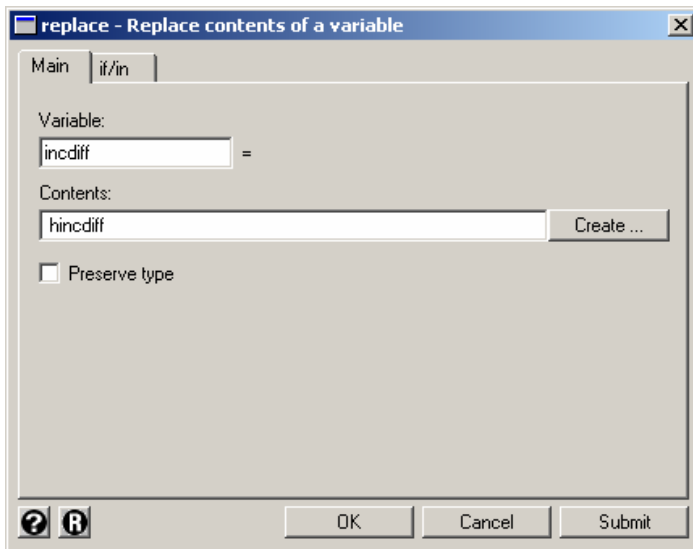 replace - Replace contents of a variable
Main if/in
Variable:
incdiff =
Contents:
hincdiff Create ...
Preserve type
? R OK Cancel Submit